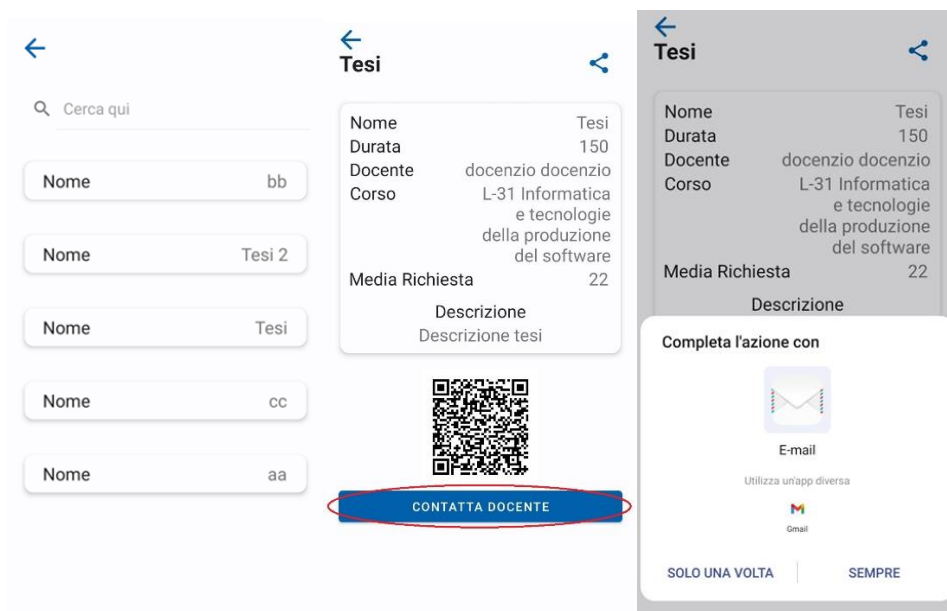 Cerca qui
Nome bb
Nome Tesi 2
Nome Tesi
Nome cc
Nome aa
Tesi
Nome Tesi
Durata 150
Docente docenzio docenzio
Corso L-31 Informatica
e tecnologie
della produzione
del software
Media Richiesta 22
Descrizione
Descrizione tesi
CONTATTA DOCENTE
Tesi
Nome Tesi
Durata 150
Docente docenzio docenzio
Corso L-31 Informatica
e tecnologie
della produzione
del software
Media Richiesta 22
Descrizione
Completa l'azione con
E-mail
Utilizza un'app diversa
Gmail
SOLO UNA VOLTA SEMPRE